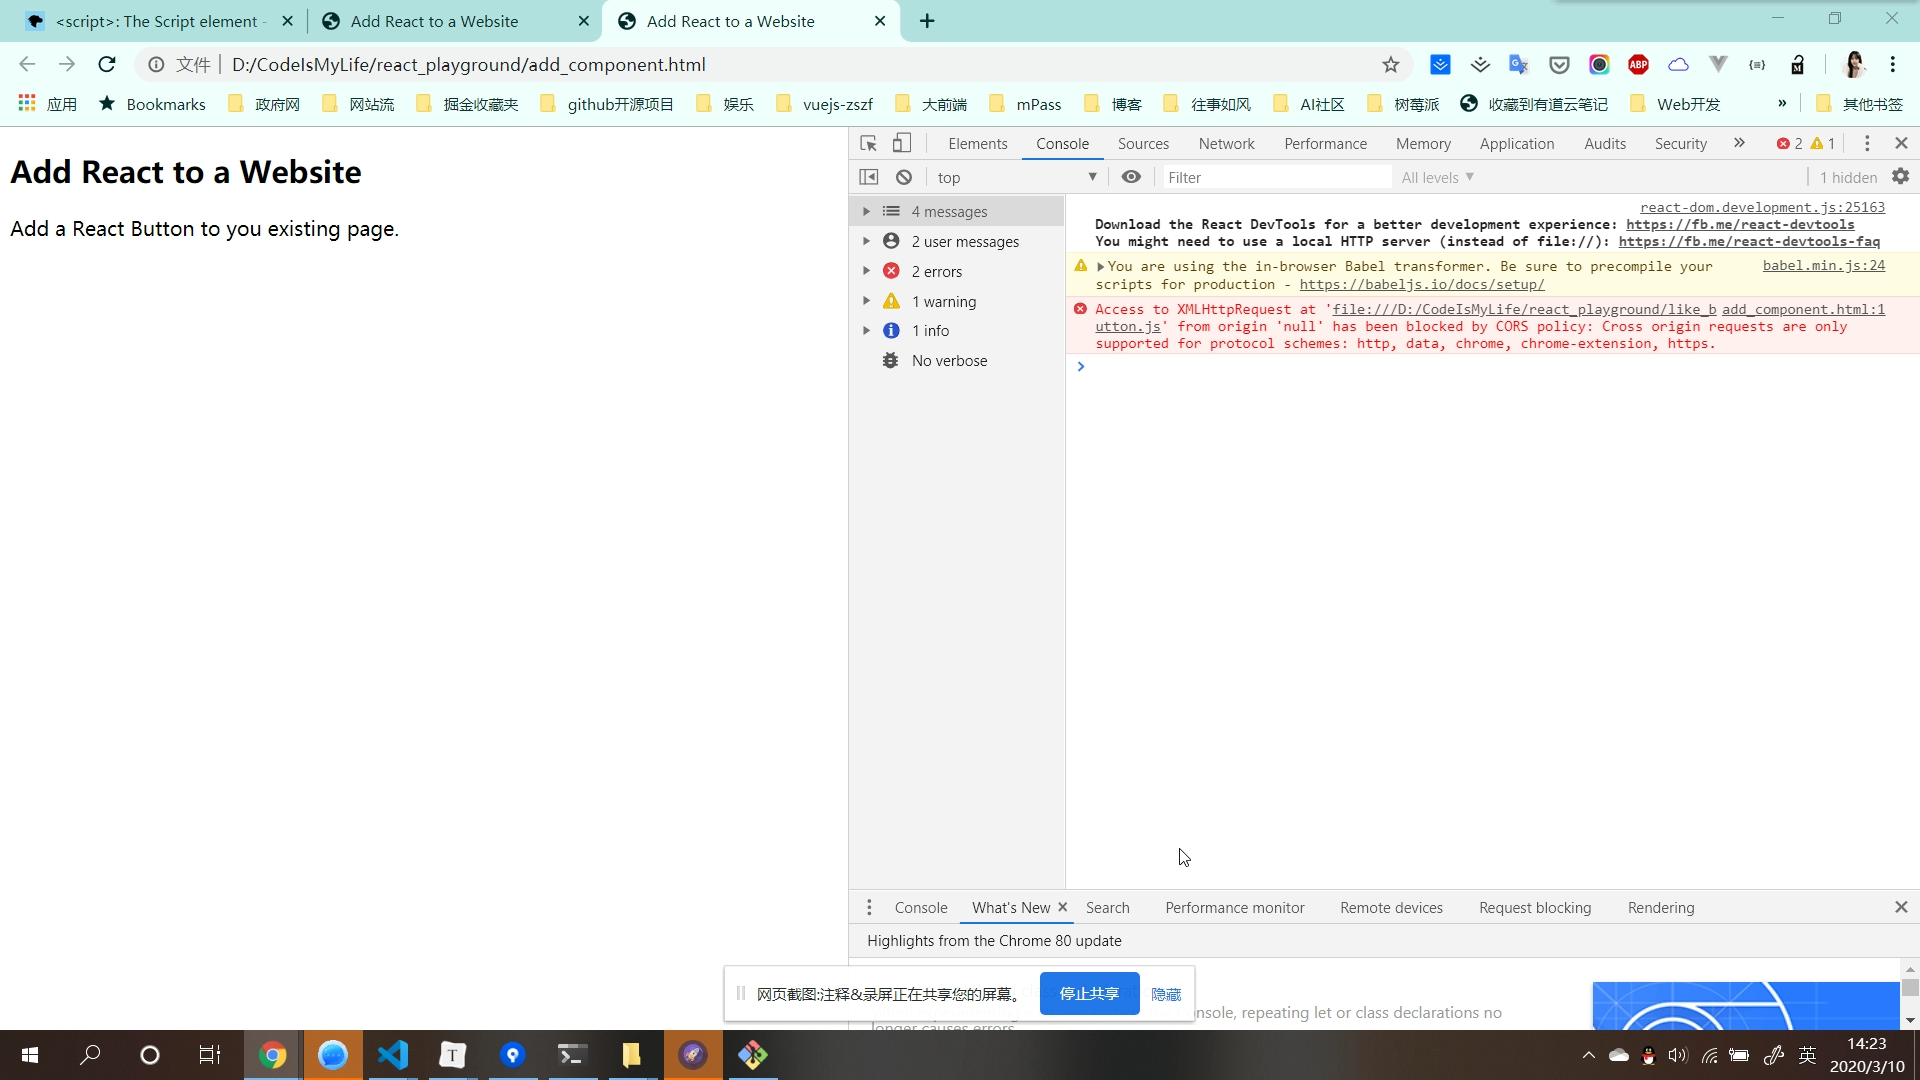 <script>: The Script element -
Add React to a Website
Add React to a Website
文件
D:/CodeIsMyLife/react_playground/add_component.html
ABP
应用
Bookmarks
政府网
网站流
掘金收藏夹
github开源项目
娱乐
vuejs-zszf
大前端
mPass
博客
往事如风
AI社区
树莓派
收藏到有道云笔记
Web开发
»
其他书签
Add React to a Website
Add a React Button to you existing page.
Elements
Console
Sources
Network
Performance
Memory
Application
Audits
Security
»
2
1
top
Filter
All levels
1 hidden
4 messages
2 user messages
2 errors
1 warning
1 info
No verbose
react-dom.development.js:25163
Download the React DevTools for a better development experience: https://fb.me/react-devtools
You might need to use a local HTTP server (instead of file://): https://fb.me/react-devtools-faq
You are using the in-browser Babel transformer. Be sure to precompile your
babel.min.js:24
scripts for production - https://babeljs.io/docs/setup/
Access to XMLHttpRequest at 'file:///D:/CodeIsMyLife/react_playground/like_b
add_component.html:1
utton.js' from origin 'null' has been blocked by CORS policy: Cross origin requests are only
supported for protocol schemes: http, data, chrome, chrome-extension, https.
Console
What's New
Search
Performance monitor
Remote devices
Request blocking
Rendering
Highlights from the Chrome 80 update
网页截图:注释&录屏正在共享您的屏幕。
停止共享
隐藏
onsole, repeating let or class declarations no
longer causes errors
英
14:23
2020/3/10